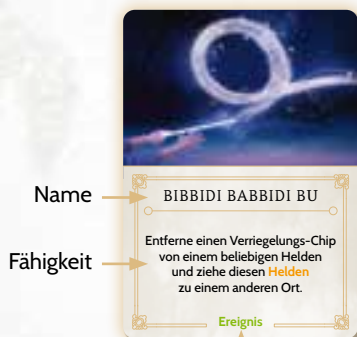 Name
BIBBIDI BABBIDI BU
Fähigkeit
Entferne einen Verriegelungs-Chip
von einem beliebigen Helden
und ziehe diesen Helden
zu einem anderen Ort.
Ereignis